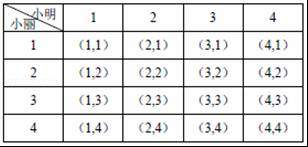 小明 1 2 3 4
小丽
1 (1,1) (2,1) (3,1) (4,1)
2 (1,2) (2,2) (3,2) (4,2)
3 (1,3) (2,3) (3,3) (4,3)
4 (1,4) (2,4) (3,4) (4,4)